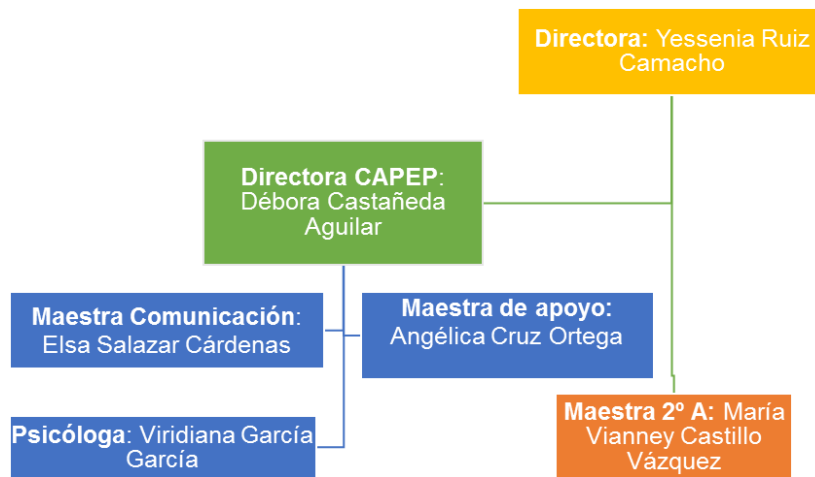 Directora: Yessenia Ruiz
Camacho
Directora CAPEP:
Débora Castañeda
Aguilar
Maestra Comunicación:
Elsa Salazar Cárdenas
Maestra de apoyo:
Angélica Cruz Ortega
Psicóloga: Viridiana García
García
Maestra 2º A: María
Vianney Castillo
Vázquez